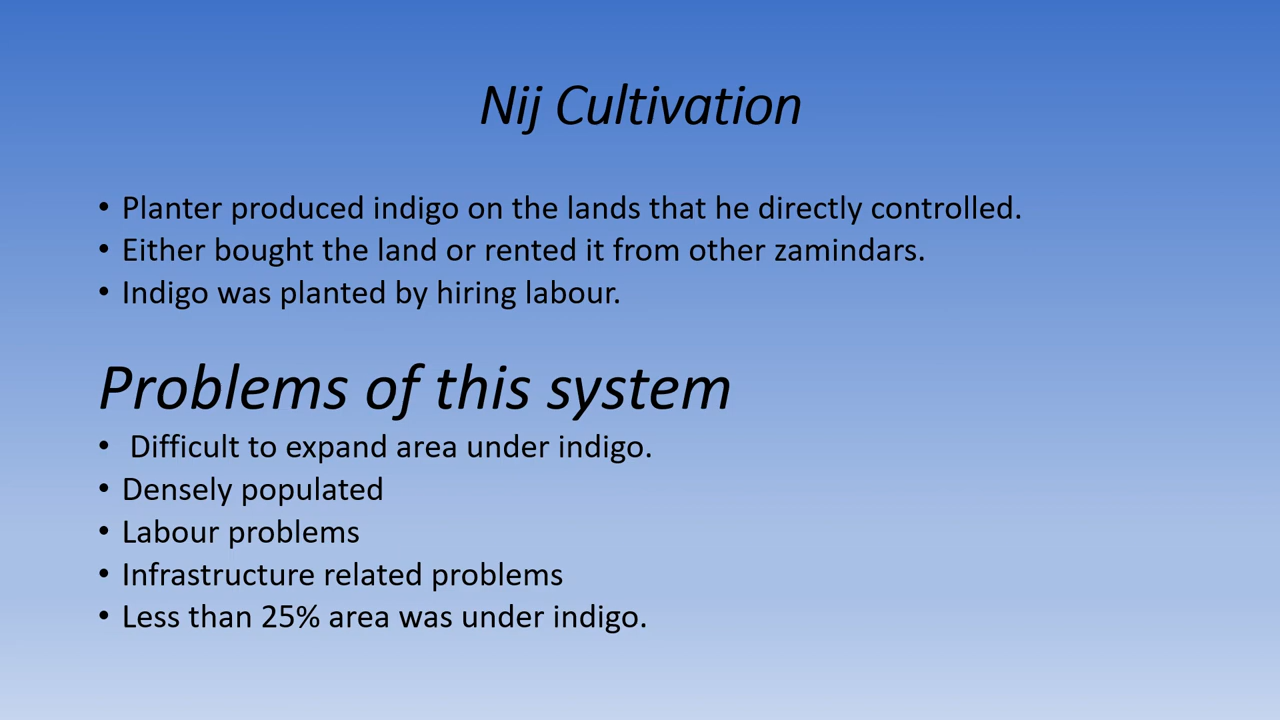 Nij Cultivation
• Planter produced indigo on the lands that he directly controlled.
• Either bought the land or rented it from other zamindars.
• Indigo was planted by hiring labour.
Problems of this system
• Difficult to expand area under indigo.
• Densely populated
• Labour problems
• Infrastructure related problems
• Less than 25% area was under indigo.